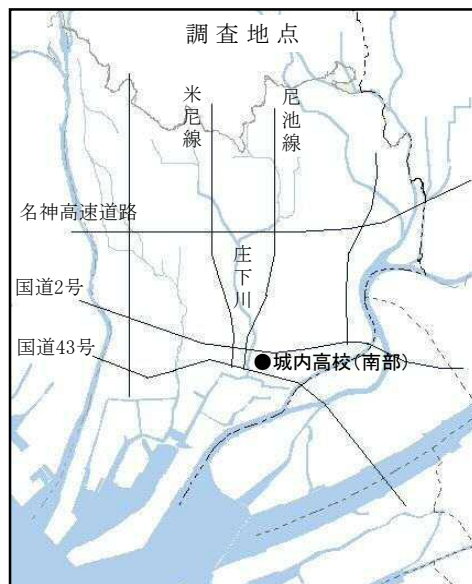 調査地点
米尼線
尼池線
名神高速道路
庄下川
国道2号
国道43号
●城内高校(南部)